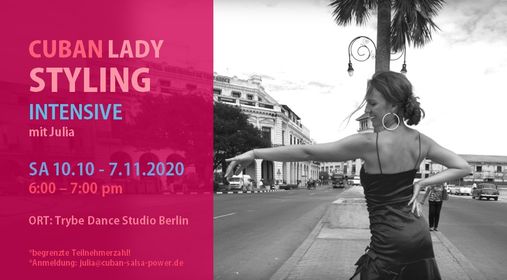 CUBAN LADY
STYLING
INTENSIVE
mit Julia
SA 10.10 - 7.11.2020
6:00 – 7:00 pm
ORT: Trybe Dance Studio Berlin
*begrenzte Teilnehmerzahl!
*Anmeldung: julia@cuban-salsa-power.de